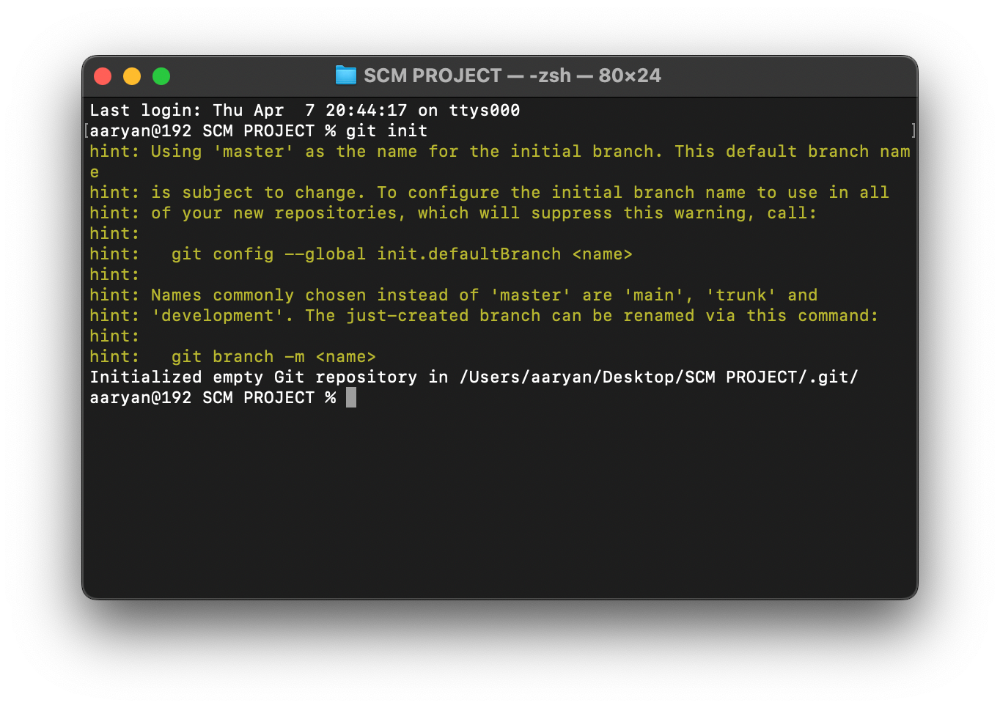 SCM PROJECT — -zsh — 80×24
Last login: Thu Apr  7 20:44:17 on ttys000
[aaryan@192 SCM PROJECT % git init ]
hint: Using 'master' as the name for the initial branch. This default branch nam
e
hint: is subject to change. To configure the initial branch name to use in all
hint: of your new repositories, which will suppress this warning, call:
hint:
hint:   git config --global init.defaultBranch <name>
hint:
hint: Names commonly chosen instead of 'master' are 'main', 'trunk' and
hint: 'development'. The just-created branch can be renamed via this command:
hint:
hint:   git branch -m <name>
Initialized empty Git repository in /Users/aaryan/Desktop/SCM PROJECT/.git/
aaryan@192 SCM PROJECT %